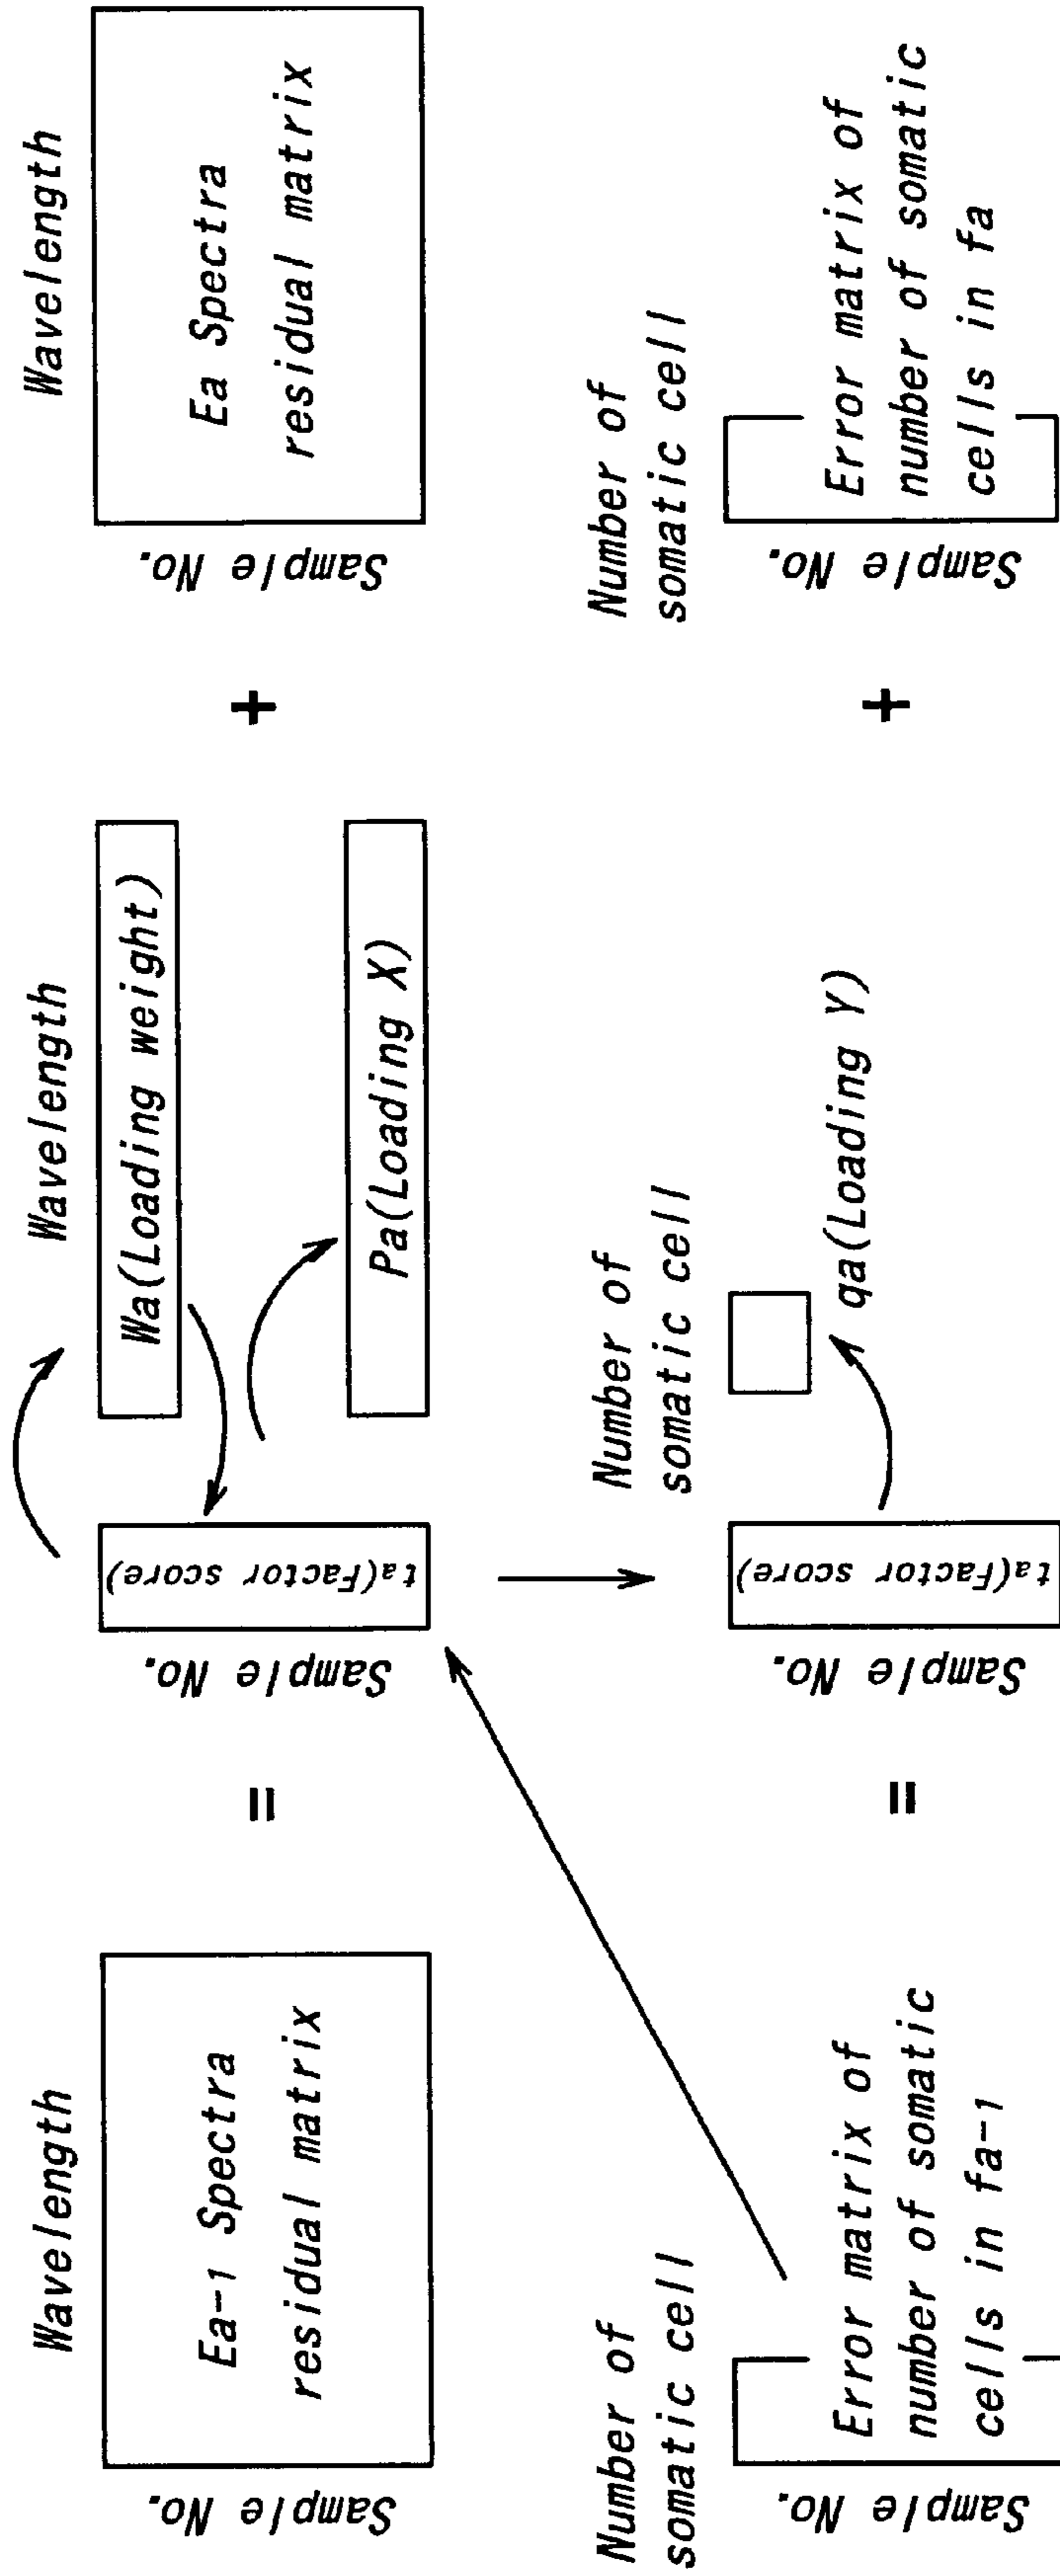 Wavelength
Sample No.
Ea-1 Spectra
residual matrix
=
Sample No.
ta(Factor score)
Wavelength
Wa(Loading weight)
Pa(Loading X)
+
Wavelength
Sample No.
Ea Spectra
residual matrix
Number of
somatic cell
Sample No.
Error matrix of
number of somatic
cells in fa-1
=
Sample No.
ta(Factor score)
Number of
somatic cell
qa(Loading Y)
+
Number of
somatic cell
Sample No.
Error matrix of
number of somatic
cells in fa